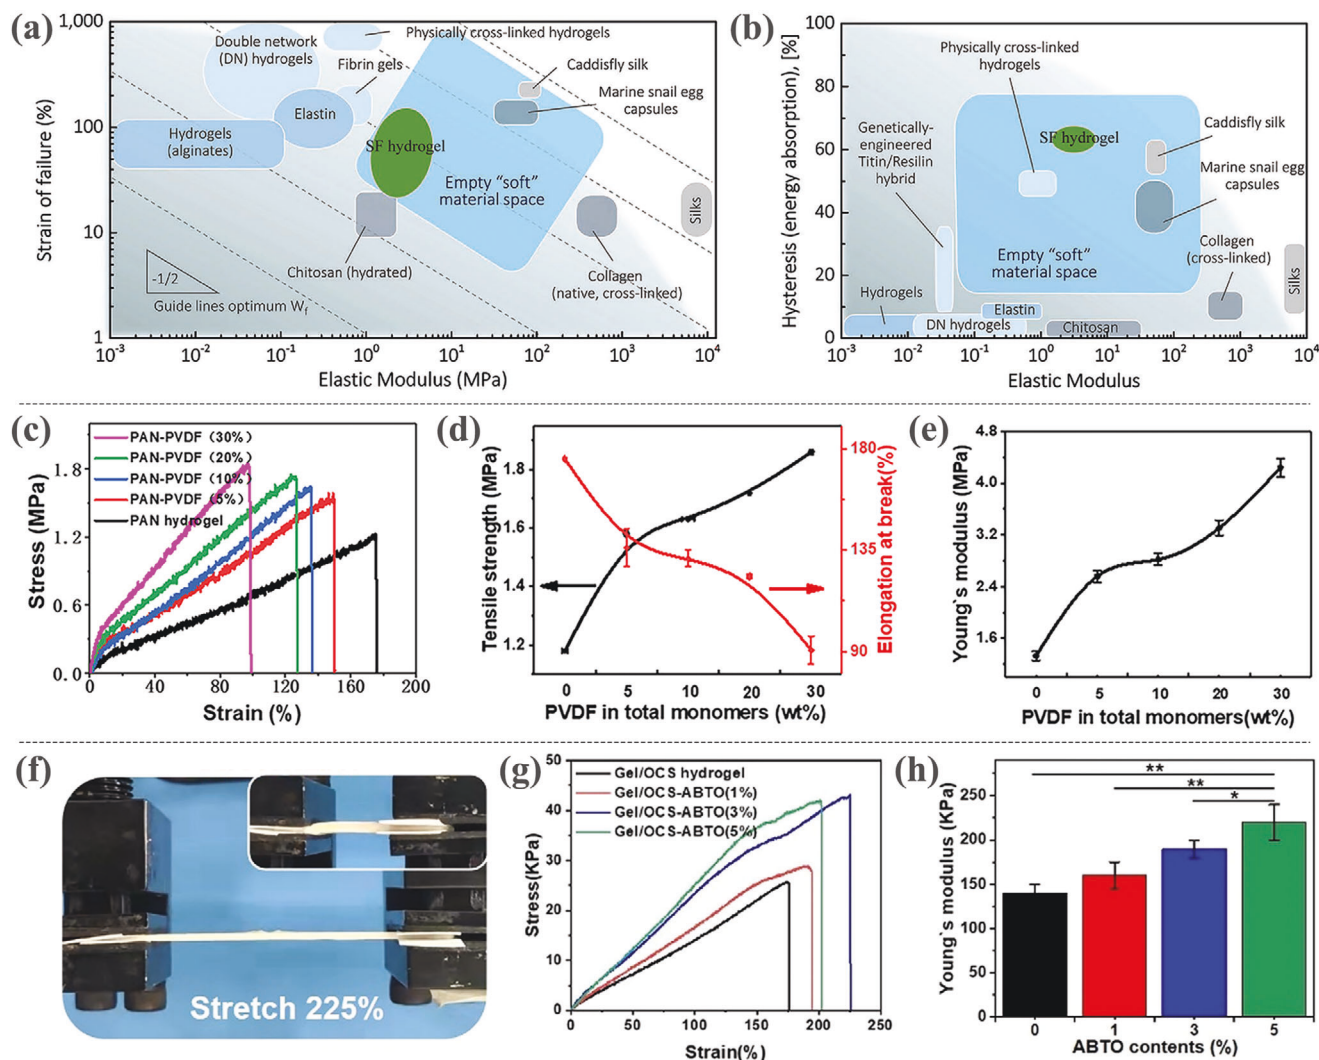 (a)
1,000
100
10
1
Strain of failure (%)
Double network
(DN) hydrogels
Physically cross-linked hydrogels
Fibrin gels
Caddisfly silk
Marine snail egg
capsules
Elastin
Hydrogels
(alginates)
SF hydrogel
Empty “soft”
material space
Silks
Chitosan (hydrated)
Collagen
(native, cross-linked)
-1/2
Guide lines optimum Wf
10-3 10-2 10-1 100 101 102 103 104
Elastic Modulus (MPa)
(b)
100
80
60
40
20
0
Hysteresis (energy absorption), [%]
Physically cross-linked
hydrogels
Genetically-
engineered
Titin/Resilin
hybrid
SF hydrogel
Caddisfly silk
Marine snail egg
capsules
Empty “soft”
material space
Collagen
(cross-linked)
Silks
Hydrogels
Elastin
DN hydrogels
Chitosan
10-3 10-2 10-1 100 101 102 103 104
Elastic Modulus
(c)
PAN-PVDF (30%)
PAN-PVDF (20%)
PAN-PVDF (10%)
PAN-PVDF (5%)
PAN hydrogel
1.8
1.2
0.6
0.0
Stress (MPa)
0 40 80 120 160 200
Strain (%)
(d)
1.8
1.6
1.4
1.2
Tensile strength (MPa)
180
135
90
Elongation at break(%)
0 5 10 20 30
PVDF in total monomers (wt%)
(e)
4.8
3.6
2.6
1.6
Young`s modulus (MPa)
0 5 10 20 30
PVDF in total monomers(wt%)
(f)
Stretch 225%
(g)
50
40
30
20
10
0
Stress(KPa)
Gel/OCS hydrogel
Gel/OCS-ABTO(1%)
Gel/OCS-ABTO(3%)
Gel/OCS-ABTO(5%)
0 50 100 150 200 250
Strain(%)
(h)
250
200
150
100
50
0
Young`s modulus (KPa)
**
**
*
0 1 3 5
ABTO contents (%)